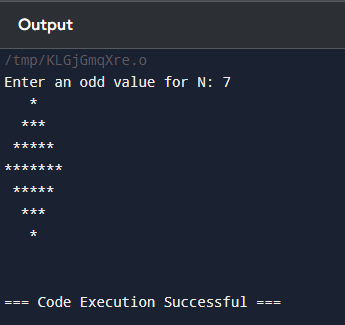 Output
/tmp/KLGjGmqXre.o
Enter an odd value for N: 7
   *
  ***
 *****
*******
 *****
  ***
   *
=== Code Execution Successful ===